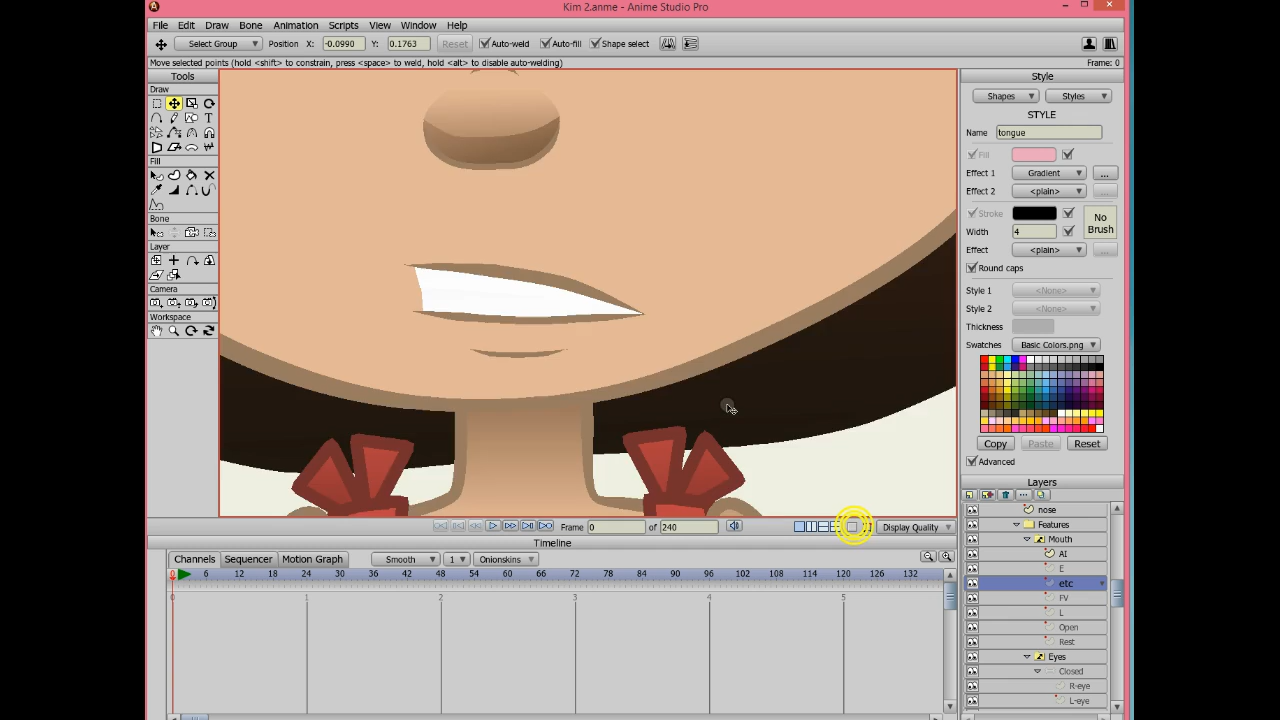 Kim 2.anme - Anime Studio Pro
File Edit Draw Bone Animation Scripts View Window Help
Select Group Position X: -0.0990 Y: 0.1763 Reset Auto-weld Auto-fill Shape select
Move selected points (hold <shift> to constrain, press <space> to weld, hold <alt> to disable auto-welding) Frame: 0
Tools
Draw
Fill
Bone
Layer
Camera
Workspace
Style
Shapes Styles
STYLE
Name tongue
Fill
Effect 1 Gradient ...
Effect 2 <plain> ...
Stroke
No Brush
Width 4
Effect <plain> ...
Round caps
Style 1 <None>
Style 2 <None>
Thickness
Swatches Basic Colors.png
Copy Paste Reset
Advanced
Layers
nose
Features
Mouth
AI
E
etc
FV
L
Open
Rest
Eyes
Closed
R-eye
L-eye
Frame 0 of 240 Display Quality
Timeline
Channels Sequencer Motion Graph Smooth 1 Onionskins
0 6 12 18 24 30 36 42 48 54 60 66 72 78 84 90 96 102 108 114 120 126 132
0 1 2 3 4 5